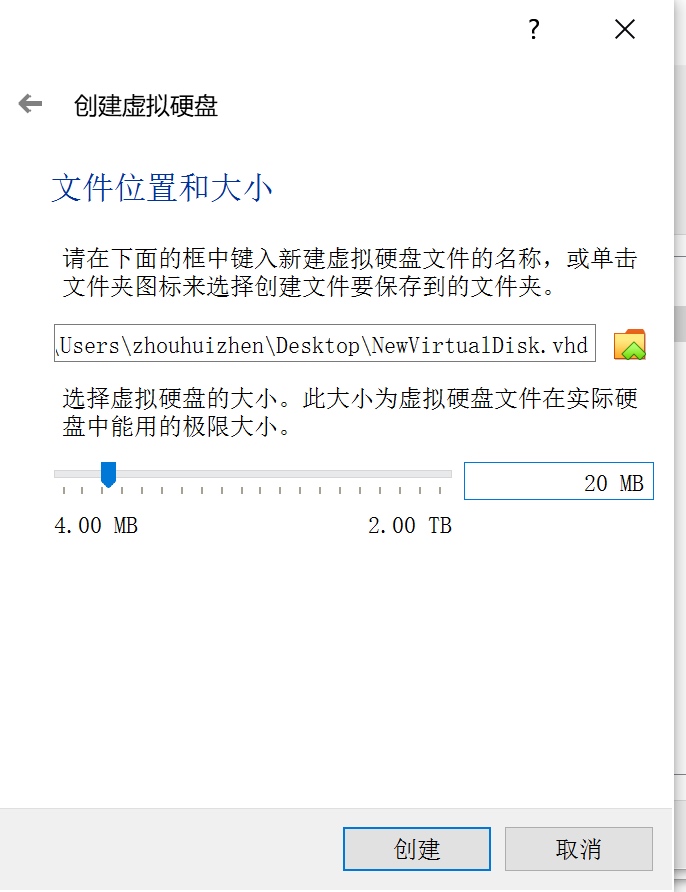 ?
创建虚拟硬盘
文件位置和大小
请在下面的框中键入新建虚拟硬盘文件的名称，或单击
文件夹图标来选择创建文件要保存到的文件夹。
\Users\zhouhuizhen\Desktop\NewVirtualDisk.vhd
选择虚拟硬盘的大小。此大小为虚拟硬盘文件在实际硬
盘中能用的极限大小。
20 MB
4.00 MB 2.00 TB
创建 取消